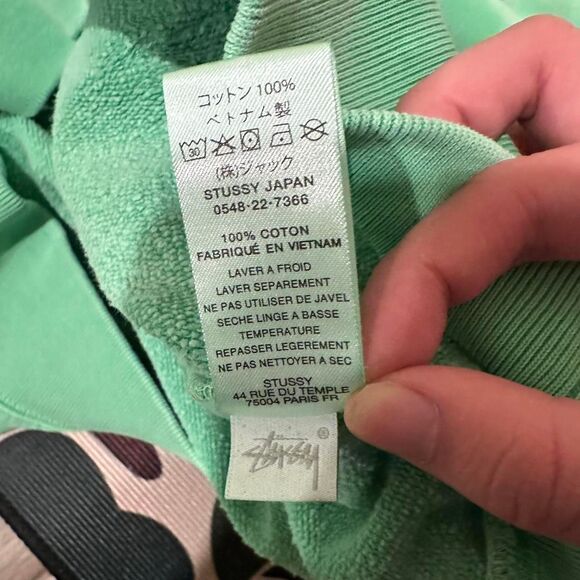 コットン 100%
ベトナム製
30
(株)ジャック
STUSSY JAPAN
0548-22-7366
100% COTON
FABRIQUÉ EN VIETNAM
LAVER A FROID
LAVER SEPAREMENT
NE PAS UTILISER DE JAVEL
SECHE LINGE A BASSE
TEMPERATURE
REPASSER LEGEREMENT
NE PAS NETTOYER A SEC
STUSSY
44 RUE DU TEMPLE
75004 PARIS FR
Stüssy ®